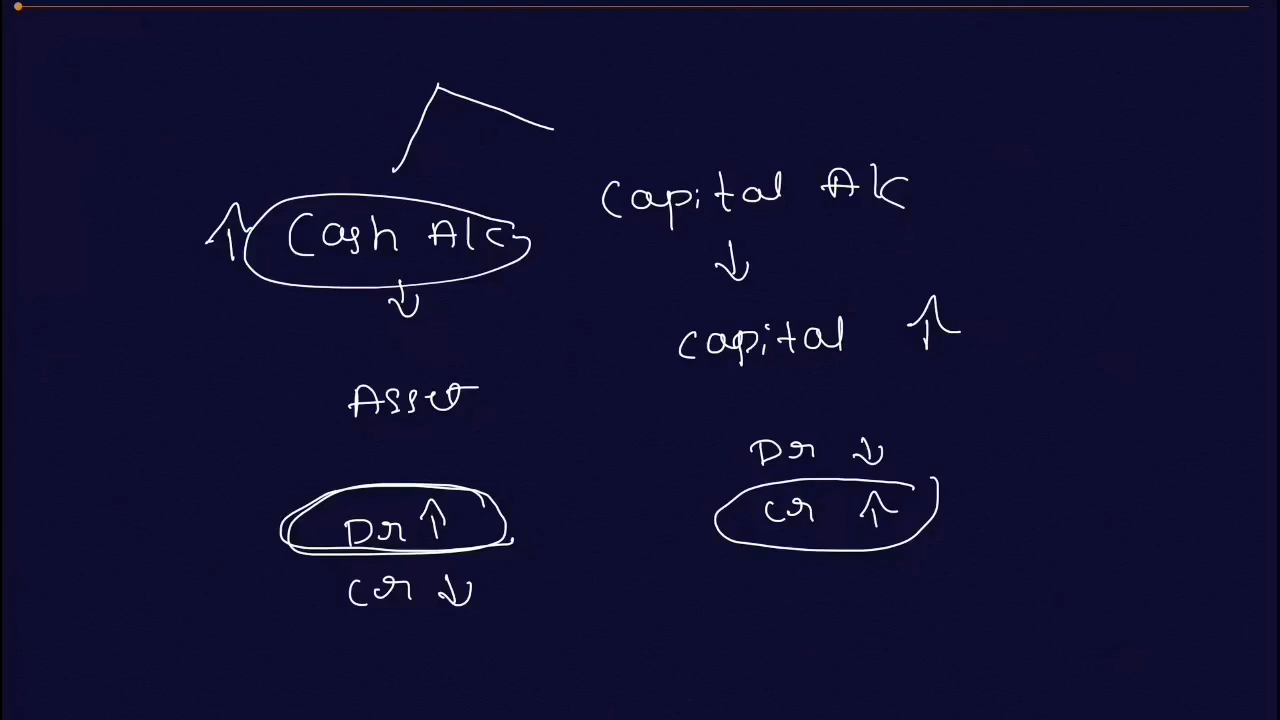 Capital A/c
↑ Cash A/c
↓
↓
Capital ↑
Asset
Dr ↓
Cr ↑
Dr ↑
Cr ↓